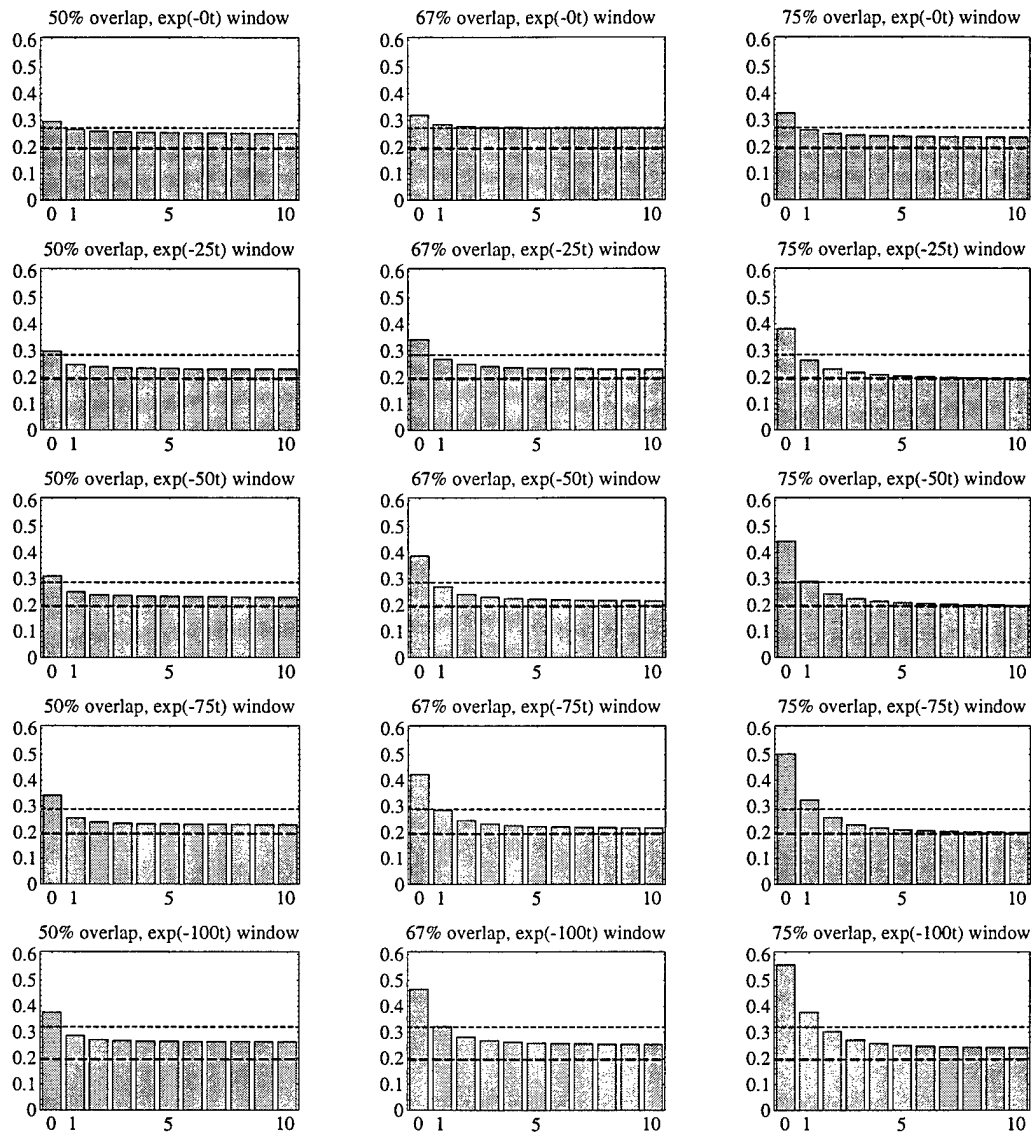 50% overlap, exp(-0t) window
67% overlap, exp(-0t) window
75% overlap, exp(-0t) window
0.6 0.5 0.4 0.3 0.2 0.1 0
0.6 0.5 0.4 0.3 0.2 0.1 0
0.6 0.5 0.4 0.3 0.2 0.1 0
0 1 5 10
0 1 5 10
0 1 5 10
50% overlap, exp(-25t) window
67% overlap, exp(-25t) window
75% overlap, exp(-25t) window
0.6 0.5 0.4 0.3 0.2 0.1 0
0.6 0.5 0.4 0.3 0.2 0.1 0
0.6 0.5 0.4 0.3 0.2 0.1 0
0 1 5 10
0 1 5 10
0 1 5 10
50% overlap, exp(-50t) window
67% overlap, exp(-50t) window
75% overlap, exp(-50t) window
0.6 0.5 0.4 0.3 0.2 0.1 0
0.6 0.5 0.4 0.3 0.2 0.1 0
0.6 0.5 0.4 0.3 0.2 0.1 0
0 1 5 10
0 1 5 10
0 1 5 10
50% overlap, exp(-75t) window
67% overlap, exp(-75t) window
75% overlap, exp(-75t) window
0.6 0.5 0.4 0.3 0.2 0.1 0
0.6 0.5 0.4 0.3 0.2 0.1 0
0.6 0.5 0.4 0.3 0.2 0.1 0
0 1 5 10
0 1 5 10
0 1 5 10
50% overlap, exp(-100t) window
67% overlap, exp(-100t) window
75% overlap, exp(-100t) window
0.6 0.5 0.4 0.3 0.2 0.1 0
0.6 0.5 0.4 0.3 0.2 0.1 0
0.6 0.5 0.4 0.3 0.2 0.1 0
0 1 5 10
0 1 5 10
0 1 5 10